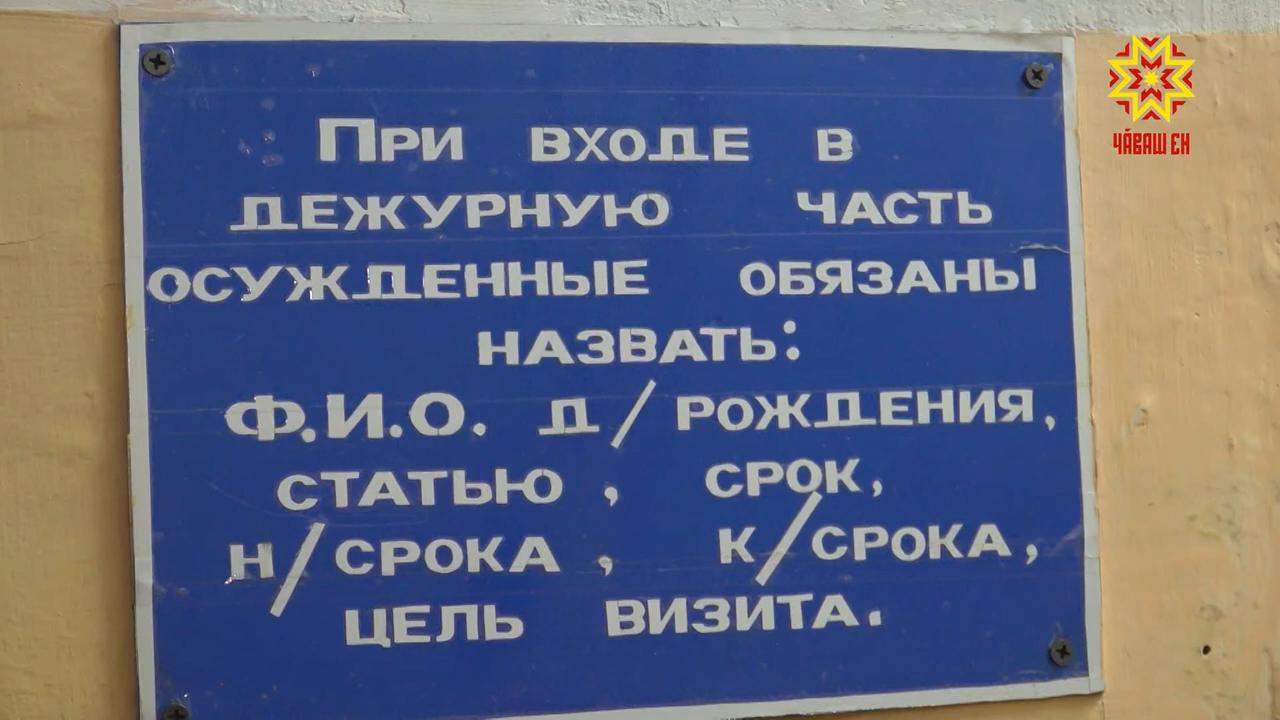 При входе в
дежурную часть
осужденные обязаны
назвать:
Ф.И.О. д/рождения,
статью, срок,
н/срока, к/срока,
цель визита.
ЧӐВАШ ЕН